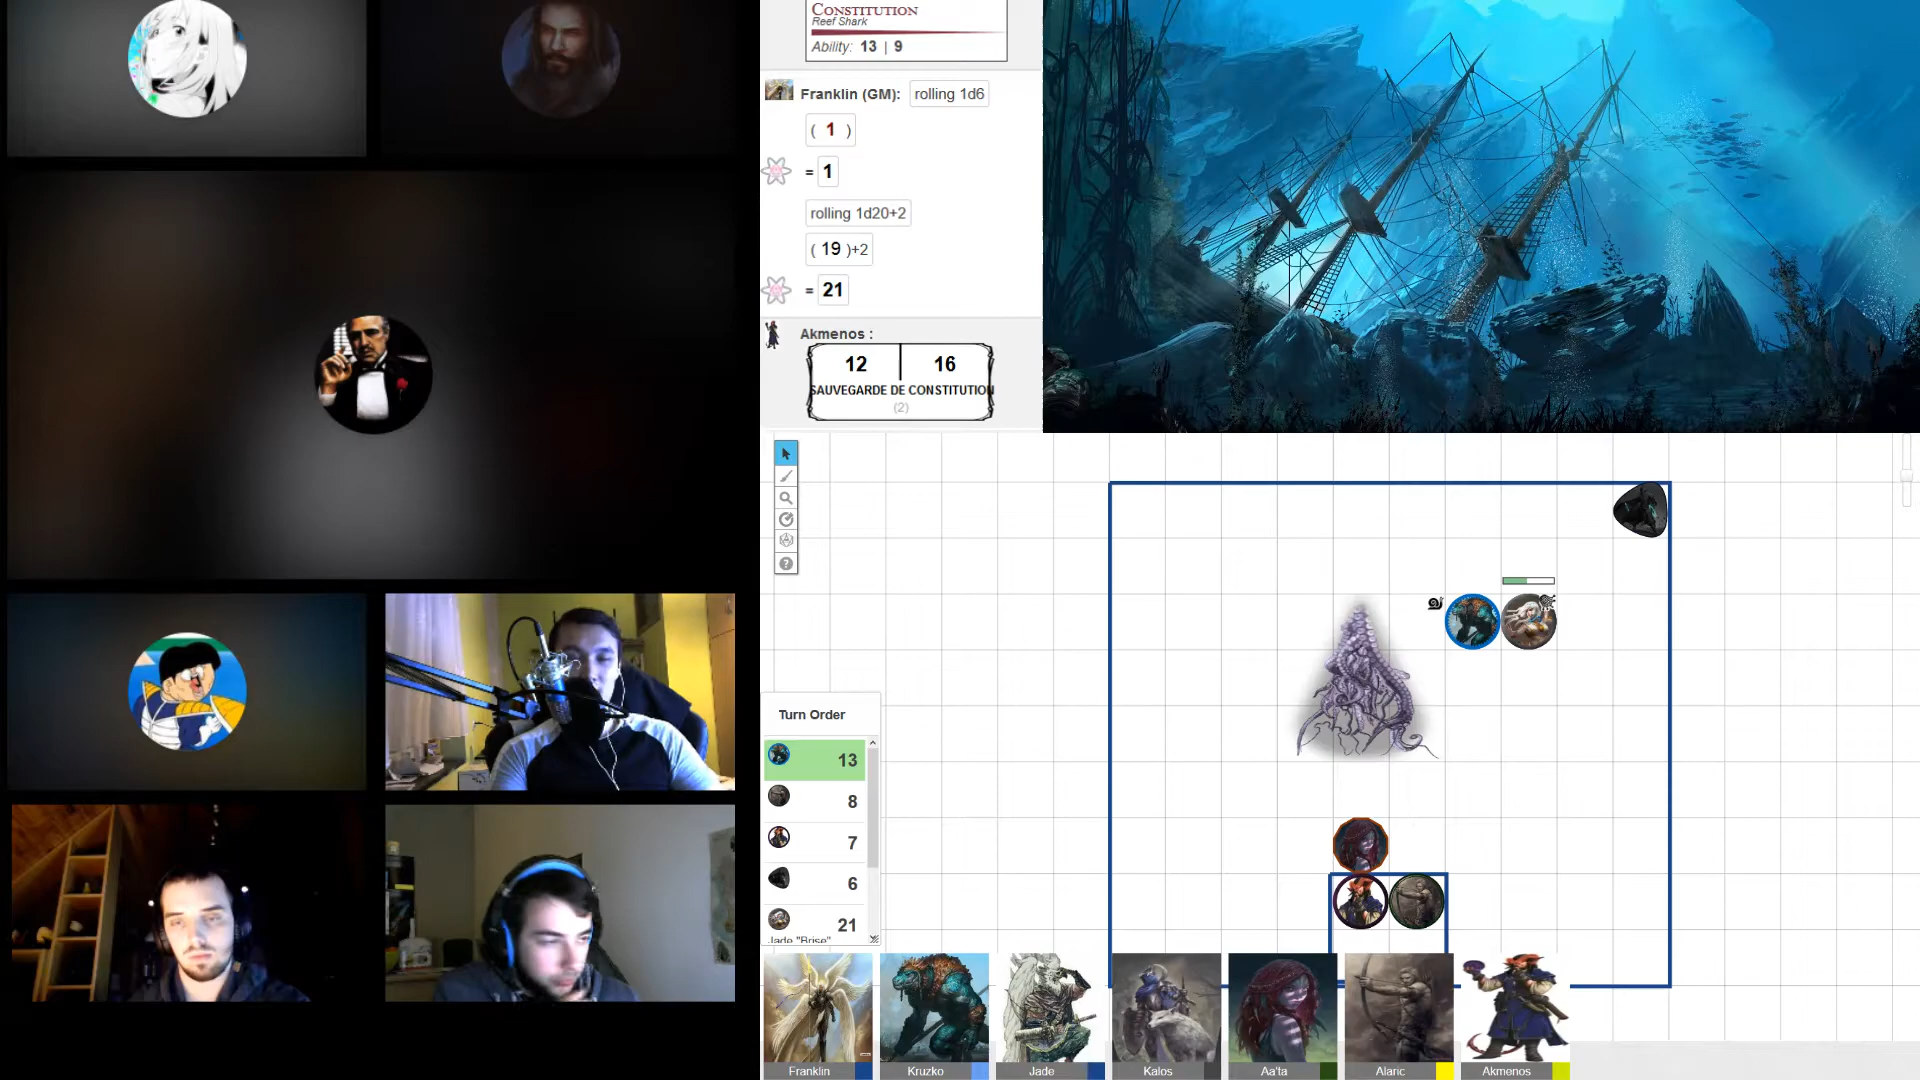 CONSTITUTION
Reef Shark
Ability: 13 | 9
Franklin (GM): rolling 1d6
( 1 )
= 1
rolling 1d20+2
( 19 )+2
= 21
Akmenos :
12 16
SAUVEGARDE DE CONSTITUTION
(2)
Turn Order
13
8
7
6
21
Jade "Brise"
Franklin
Kruzko
Jade
Kalos
Aa'ta
Alaric
Akmenos